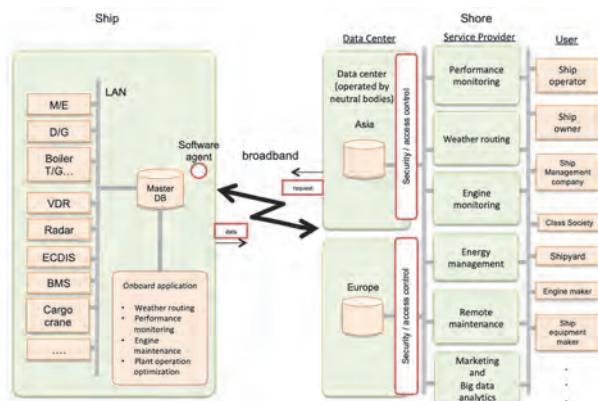 Ship
Shore
LAN
M/E
D/G
Boiler
T/G...
VDR
Radar
ECDIS
BMS
Cargo
crane
....
Software
agent
Master
DB
Onboard application
• Weather routing
• Performance
monitoring
• Engine
maintenance
• Plant operation
optimization
broadband
request
data
Data Center
Data center
(operated by
neutral bodies)
Asia
Europe
Security / access control
Security / access control
Service Provider
Performance
monitoring
Weather routing
Engine
monitoring
Energy
management
Remote
maintenance
Marketing
and
Big data
analytics
User
Ship
operator
Ship
owner
Ship
Management
company
Class Society
Shipyard
Engine maker
Ship
equipment
maker
.
.
.